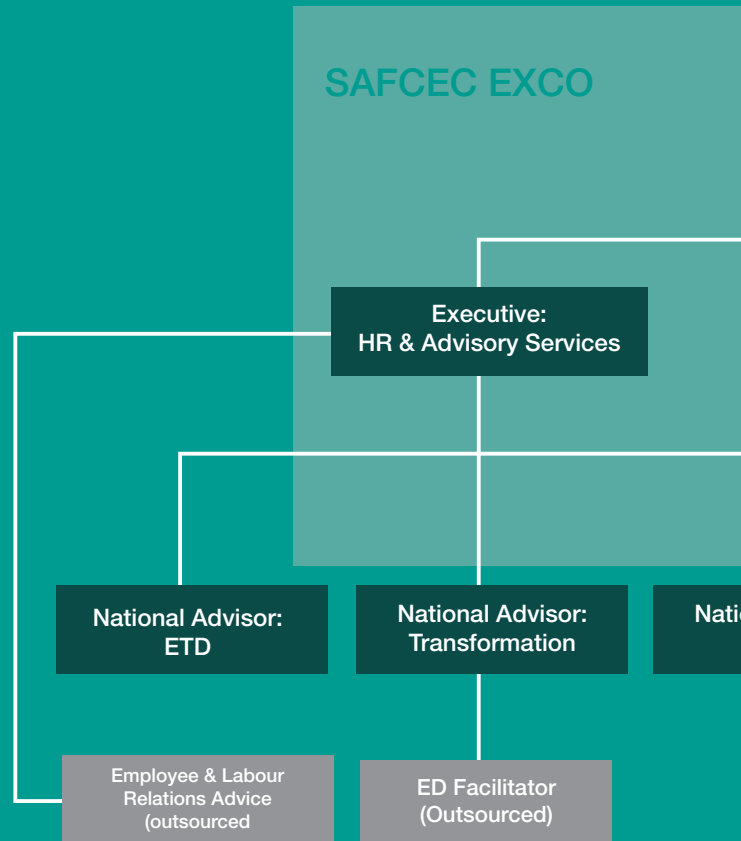 SAFCEC EXCO
Executive:
HR & Advisory Services
National Advisor:
ETD
National Advisor:
Transformation
Employee & Labour
Relations Advice
(outsourced
ED Facilitator
(Outsourced)